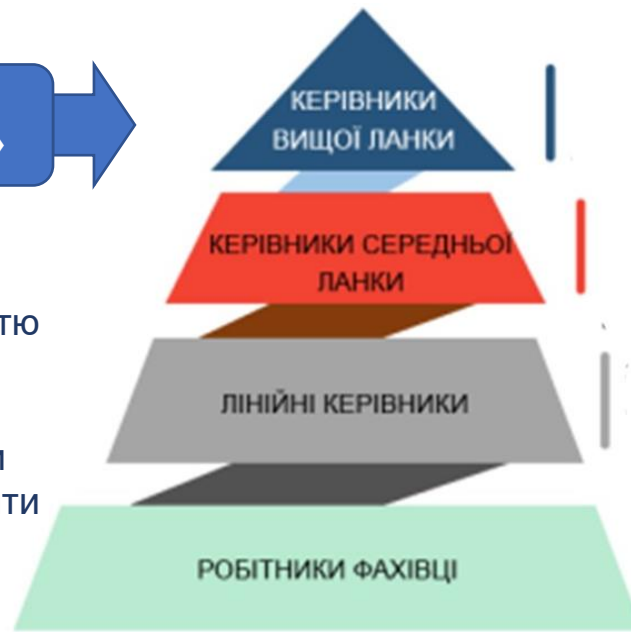 КЕРІВНИКИ
ВИЩОЇ ЛАНКИ
КЕРІВНИКИ СЕРЕДНЬОЇ
ЛАНКИ
ЛІНІЙНІ КЕРІВНИКИ
РОБІТНИКИ ФАХІВЦІ